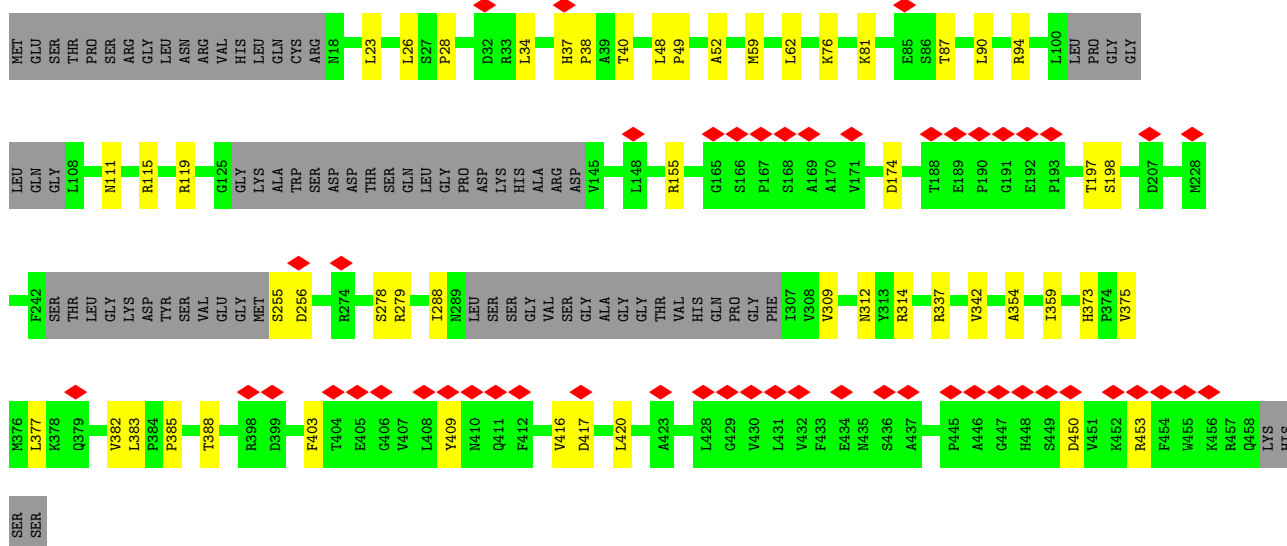 MET GLU SER THR PRO SER ARG GLY LEU ASN ARG VAL HIS LEU GLN CYS ARG N18 L23 L26 S27 P28 D32 R33 L34 H37 P38 A39 T40 L48 P49 A52 M59 L62 K76 K81 E85 S86 T87 L90 R94 L100 LEU PRO GLY GLY
LEU GLN GLY L108 N111 R115 R119 G125 GLY LYS ALA TRP SER ASP ASP THR SER GLN LEU GLY PRO ASP LYS HIS ALA ARG ASP V145 L148 R155 G165 S166 P167 S168 A169 A170 V171 D174 T188 E189 P190 G191 E192 P193 T197 S198 D207 M228
F242 SER THR LEU GLY LYS ASP TYR SER VAL GLU GLY MET S255 D256 R274 S278 R279 I288 N289 LEU SER SER GLY VAL SER GLY ALA GLY GLY THR VAL HIS GLN PRO GLY PHE I307 V308 V309 N312 Y313 R314 R337 V342 A354 I359 H373 P374 V375
M376 L377 K378 Q379 V382 L383 P384 P385 T388 R398 D399 F403 T404 E405 G406 V407 L408 Y409 N410 Q411 F412 V416 D417 L420 A423 L428 G429 V430 L431 V432 F433 E434 N435 S436 A437 P445 A446 G447 H448 S449 D450 V451 K452 R453 F454 W455 K456 R457 Q458 LYS HIS
SER SER